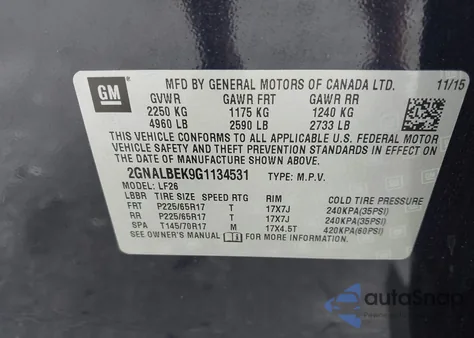 GM
MFD BY GENERAL MOTORS OF CANADA LTD. 11/15
GVWR GAWR FRT GAWR RR
2250 KG 1175 KG 1240 KG
4960 LB 2590 LB 2733 LB
THIS VEHICLE CONFORMS TO ALL APPLICABLE U.S. FEDERAL MOTOR
VEHICLE SAFETY AND THEFT PREVENTION STANDARDS IN EFFECT ON
THE DATE OF MANUFACTURE SHOWN ABOVE.
2GNALBEK9G1134531 TYPE: M.P.V.
MODEL: LF26
LBBR TIRE SIZE SPEED RTG RIM COLD TIRE PRESSURE
FRT P225/65R17 T 17X7J 240KPA(35PSI)
RR P225/65R17 T 17X7J 240KPA(35PSI)
SPA T145/70R17 M 17X4.5T 420KPA(60PSI)
SEE OWNER'S MANUAL FOR ADDITIONAL INFORMATION.
autoSnap